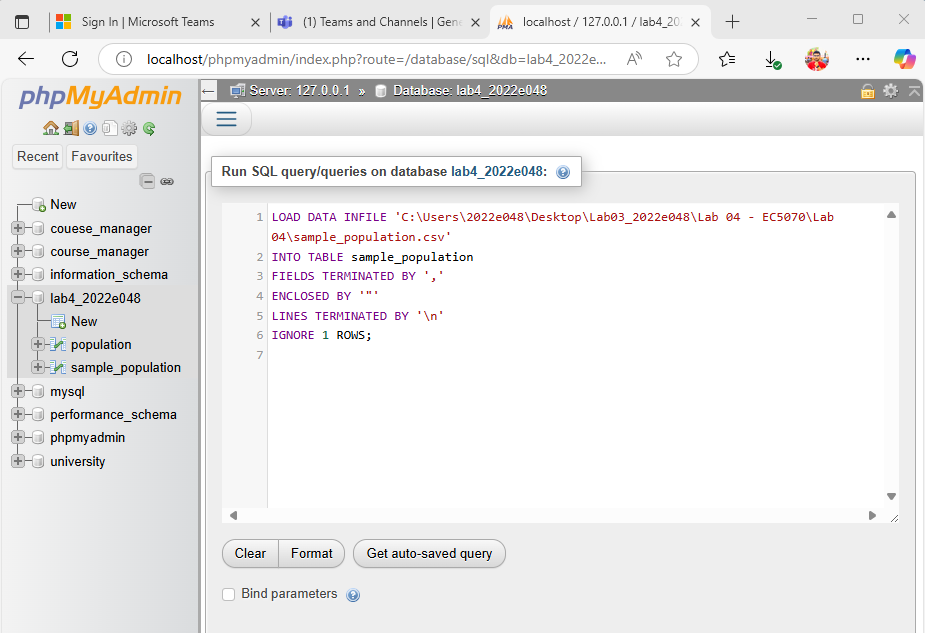 Sign In | Microsoft Teams
(1) Teams and Channels | Gene
localhost / 127.0.0.1 / lab4_20
localhost/phpmyadmin/index.php?route=/database/sql&db=lab4_2022e...
phpMyAdmin
Server: 127.0.0.1 » Database: lab4_2022e048
Recent Favourites
New
couese_manager
course_manager
information_schema
lab4_2022e048
New
population
sample_population
mysql
performance_schema
phpmyadmin
university
Run SQL query/queries on database lab4_2022e048:
1 LOAD DATA INFILE 'C:\Users\2022e048\Desktop\Lab03_2022e048\Lab 04 - EC5070\Lab
04\sample_population.csv'
2 INTO TABLE sample_population
3 FIELDS TERMINATED BY ','
4 ENCLOSED BY '"'
5 LINES TERMINATED BY '\n'
6 IGNORE 1 ROWS;
7
Clear Format Get auto-saved query
Bind parameters